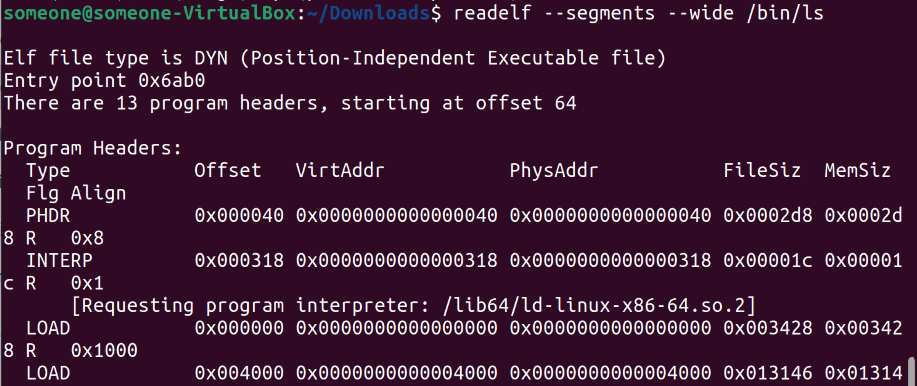 someone@someone-VirtualBox:~/Downloads$ readelf --segments --wide /bin/ls
Elf file type is DYN (Position-Independent Executable file)
Entry point 0x6ab0
There are 13 program headers, starting at offset 64
Program Headers:
  Type           Offset   VirtAddr           PhysAddr           FileSiz  MemSiz
  Flg Align
  PHDR           0x000040 0x0000000000000040 0x0000000000000040 0x0002d8 0x0002d
8 R   0x8
  INTERP         0x000318 0x0000000000000318 0x0000000000000318 0x00001c 0x00001
c R   0x1
      [Requesting program interpreter: /lib64/ld-linux-x86-64.so.2]
  LOAD           0x000000 0x0000000000000000 0x0000000000000000 0x003428 0x00342
8 R   0x1000
  LOAD           0x004000 0x0000000000004000 0x0000000000004000 0x013146 0x01314